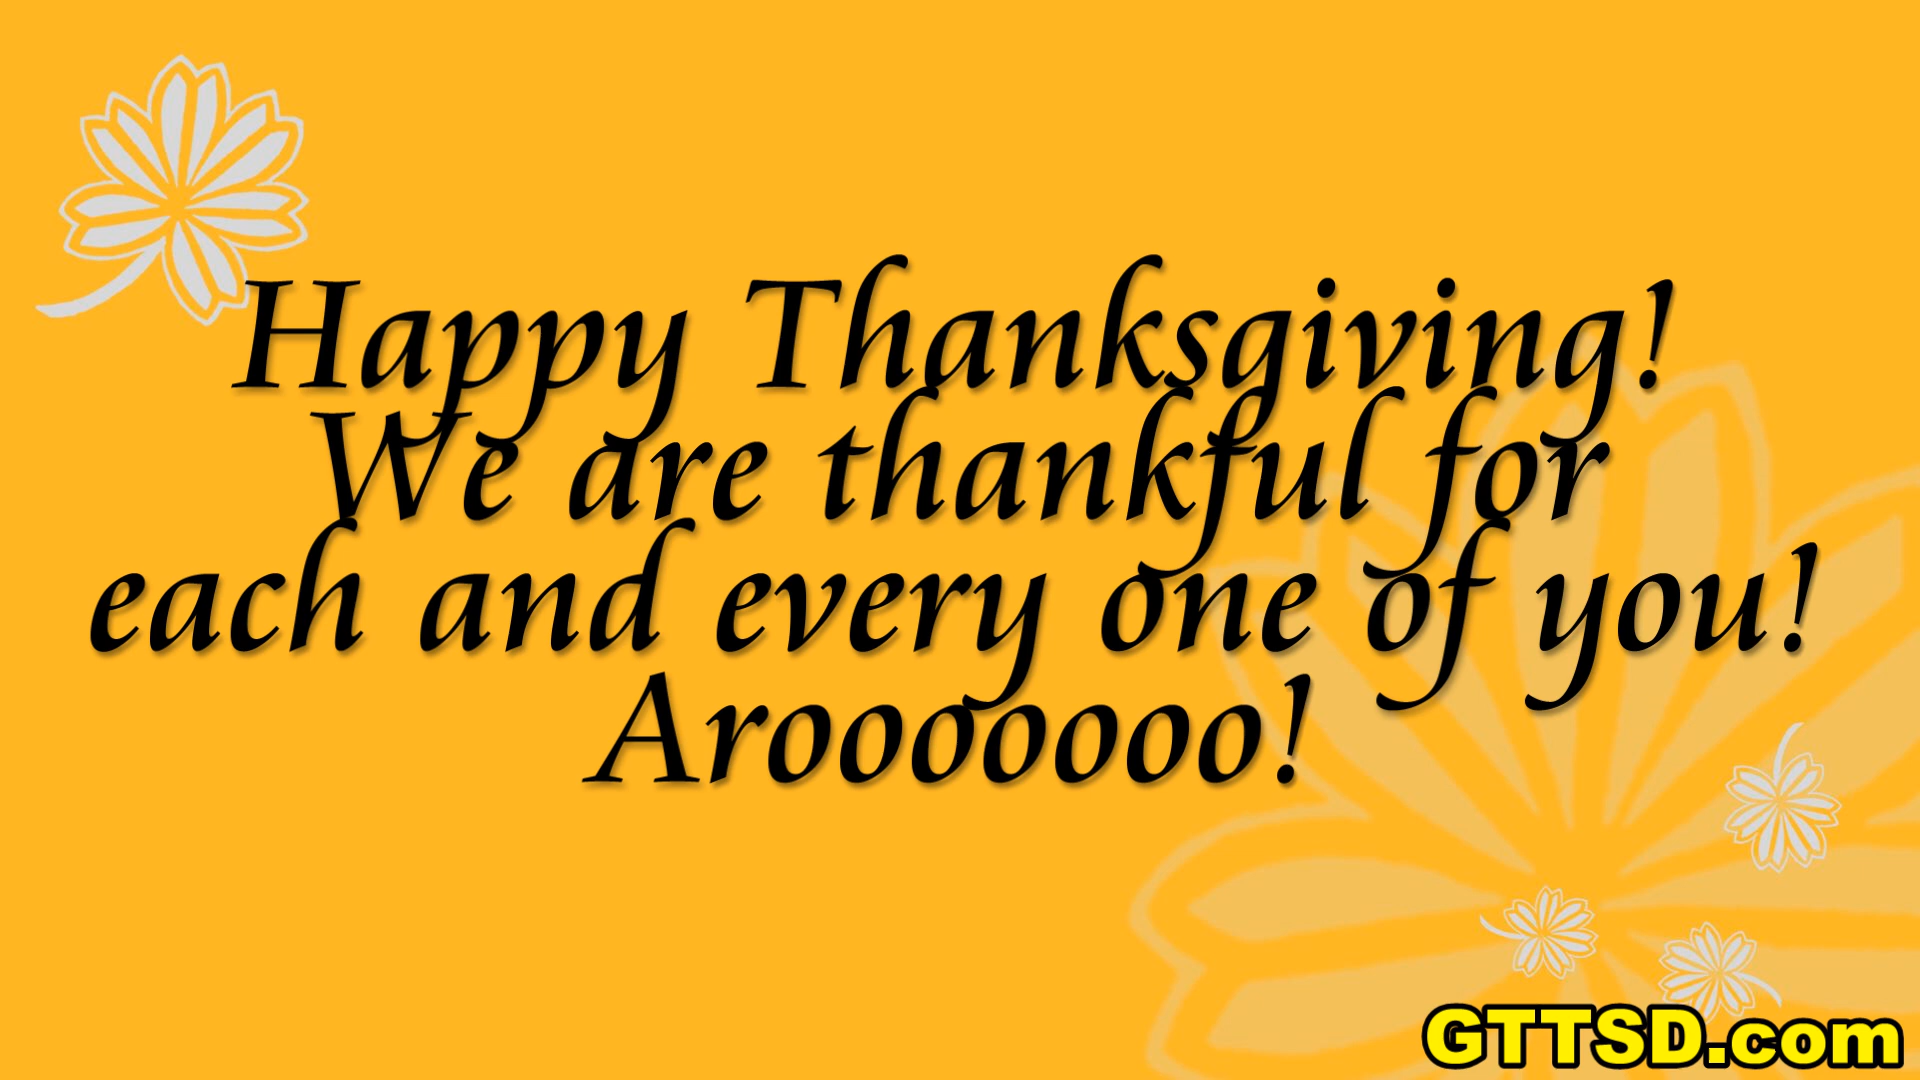 Happy Thanksgiving!
We are thankful for
each and every one of you!
Arooooooo!
GTTSD.com